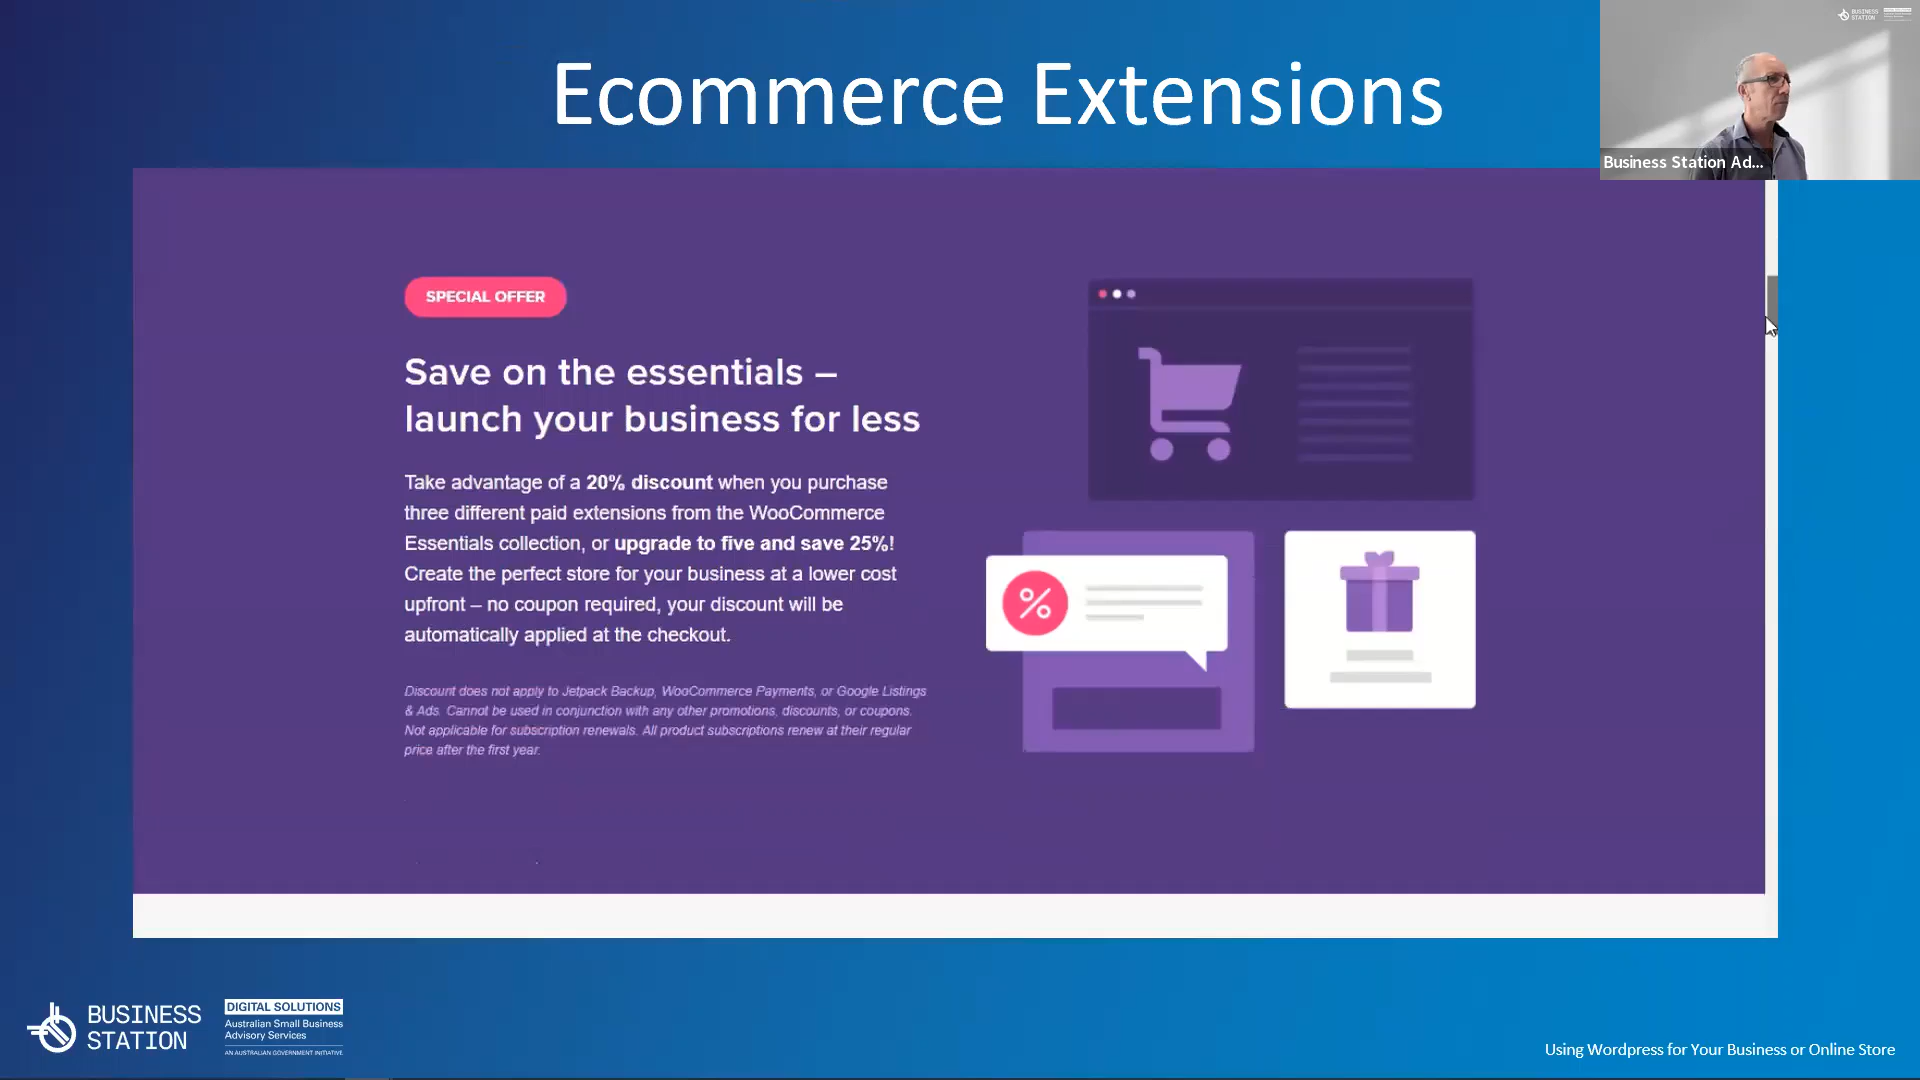 Ecommerce Extensions
BUSINESS
STATION
Business Station Ad...
SPECIAL OFFER
Save on the essentials –
launch your business for less
Take advantage of a 20% discount when you purchase
three different paid extensions from the WooCommerce
Essentials collection, or upgrade to five and save 25%!
Create the perfect store for your business at a lower cost
upfront – no coupon required, your discount will be
automatically applied at the checkout.
Discount does not apply to Jetpack Backup, WooCommerce Payments, or Google Listings
& Ads. Cannot be used in conjunction with any other promotions, discounts, or coupons.
Not applicable for subscription renewals. All product subscriptions renew at their regular
price after the first year.
%
BUSINESS
STATION
DIGITAL SOLUTIONS
Australian Small Business
Advisory Services
AN AUSTRALIAN GOVERNMENT INITIATIVE
Using Wordpress for Your Business or Online Store